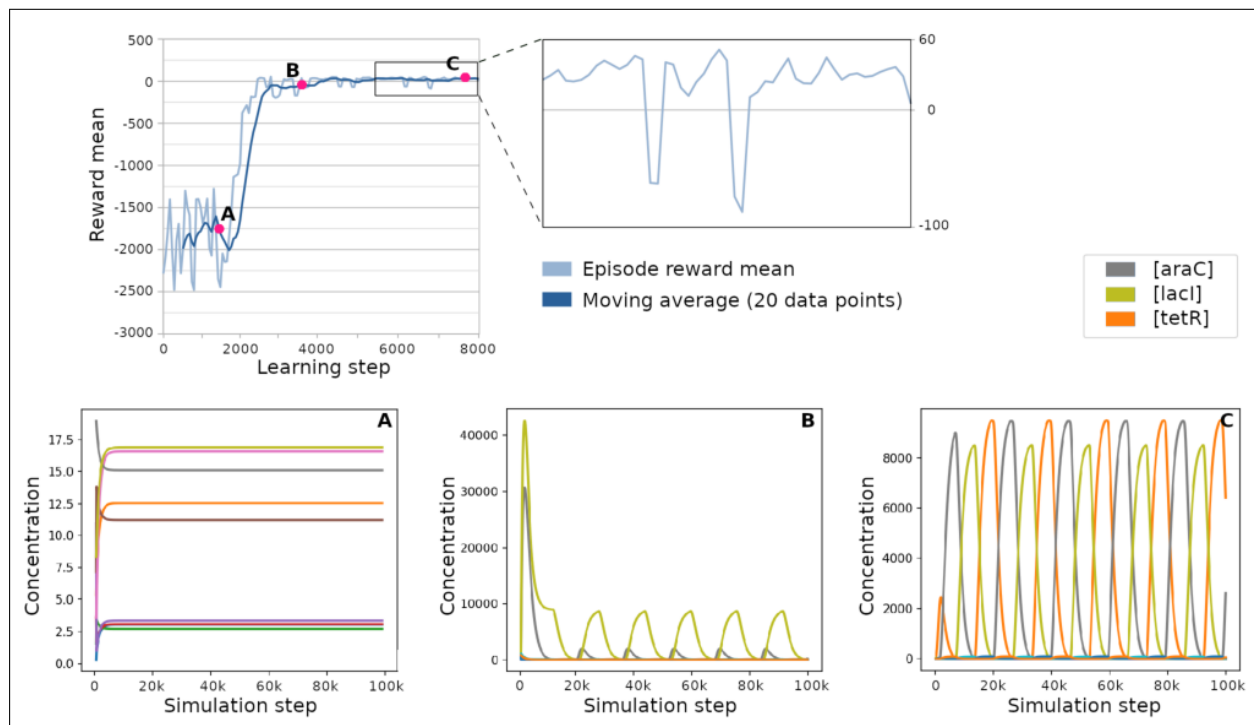 500
0
-500
-1000
-1500
-2000
-2500
-3000
Reward mean
A
B
C
0 2000 4000 6000 8000
Learning step
60
0
-100
Episode reward mean
Moving average (20 data points)
[araC]
[lacI]
[tetR]
A
17.5
15.0
12.5
10.0
7.5
5.0
2.5
0.0
Concentration
0 20k 40k 60k 80k 100k
Simulation step
B
40000
30000
20000
10000
0
Concentration
0 20k 40k 60k 80k 100k
Simulation step
C
8000
6000
4000
2000
0
Concentration
0 20k 40k 60k 80k 100k
Simulation step